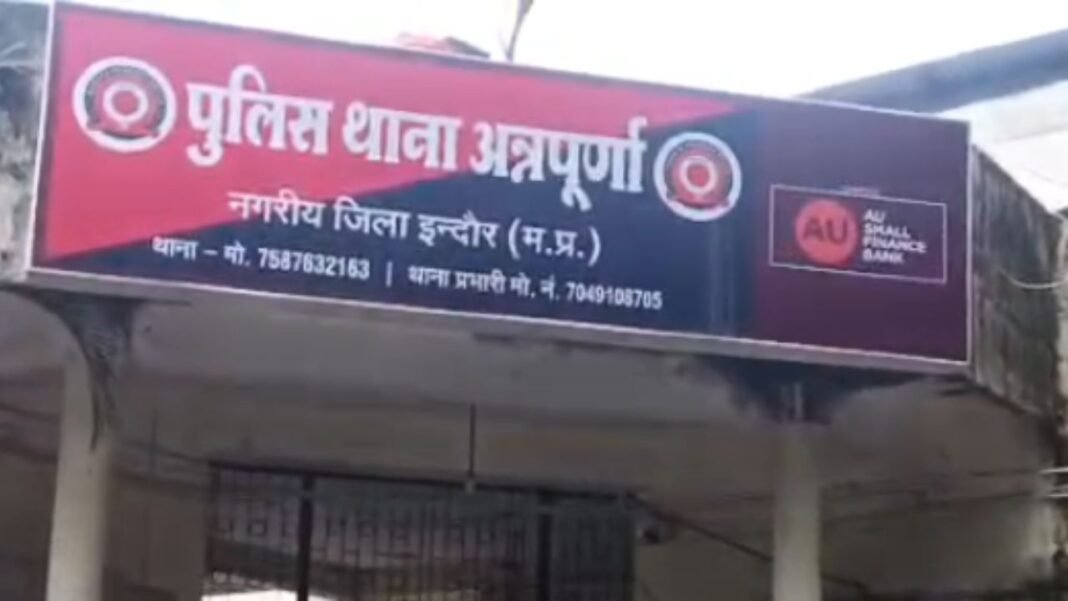 पुलिस थाना अन्नपूर्णा
नगरीय जिला इन्दौर (म.प्र.)
थाना – मो. 7587632163 | थाना प्रभारी मो. नं. 7049108705
AU
AU
SMALL
FINANCE
BANK